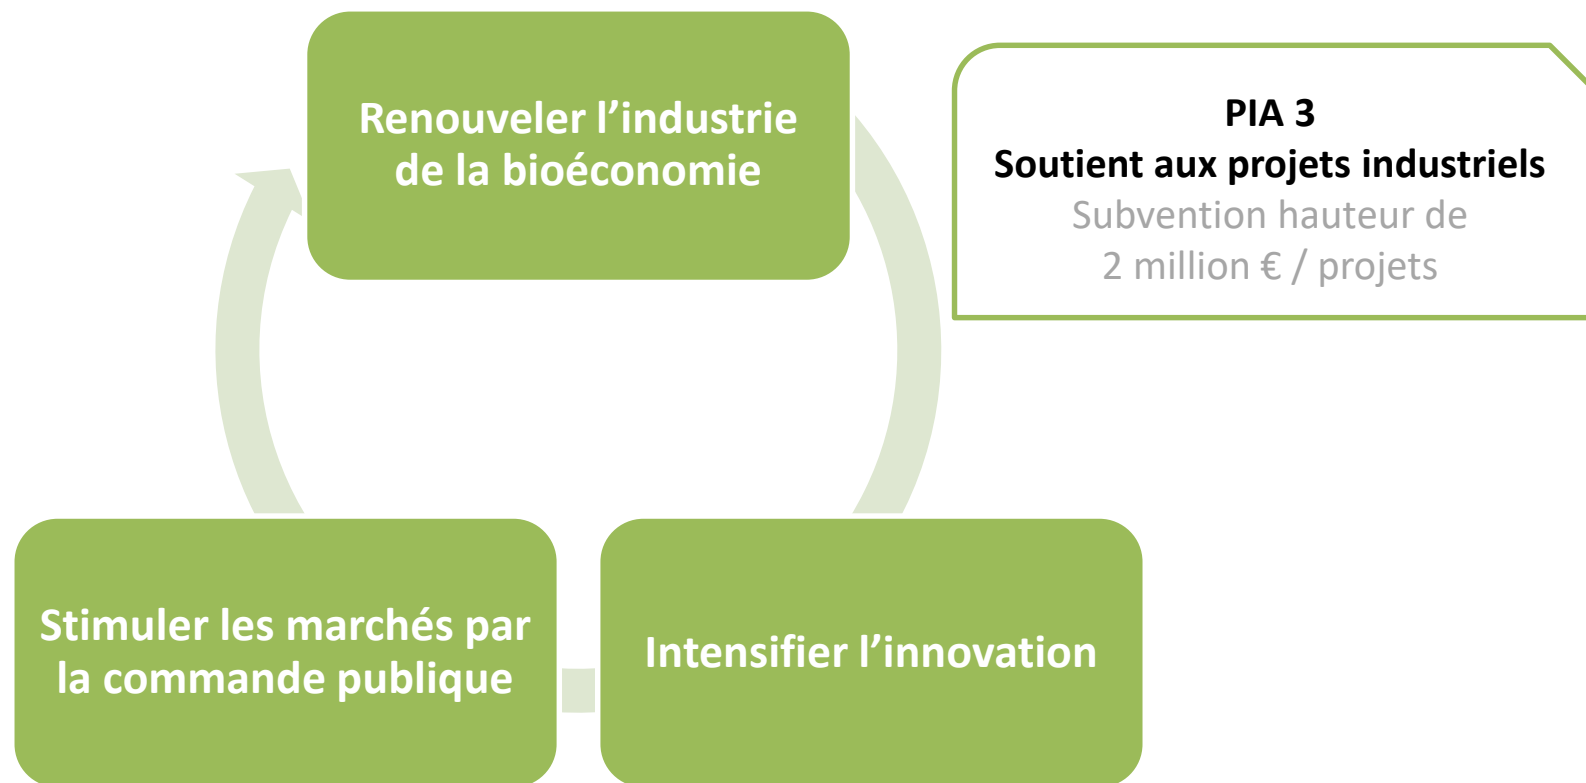 Renouveler l’industrie
de la bioéconomie
PIA 3
Soutient aux projets industriels
Subvention hauteur de
2 million € / projets
Stimuler les marchés par
la commande publique
Intensifier l’innovation